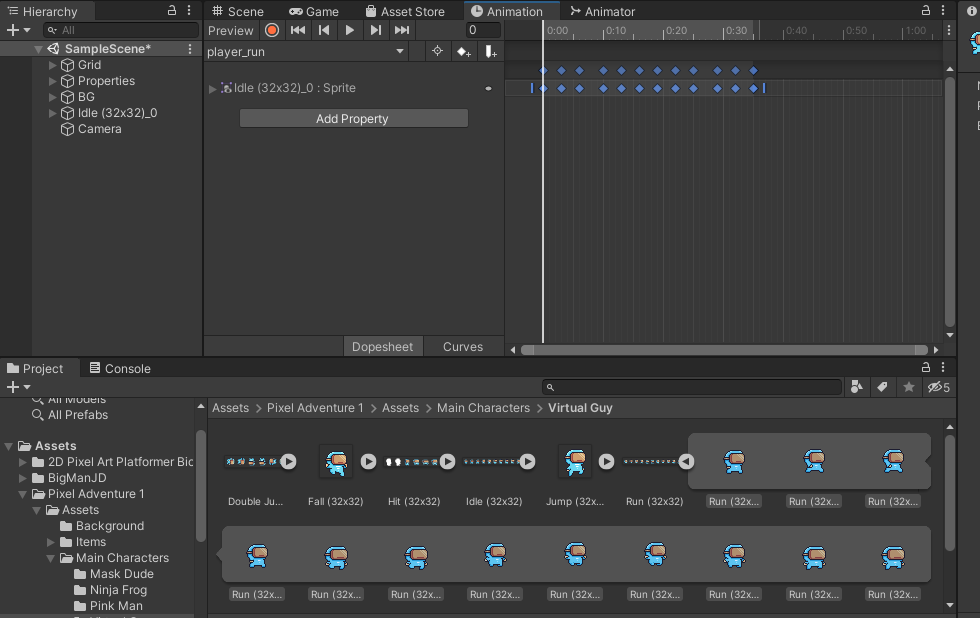 Hierarchy
All
SampleScene*
Grid
Properties
BG
Idle (32x32)_0
Camera
Scene
Game
Asset Store
Animation
Animator
Preview
0
player_run
Idle (32x32)_0 : Sprite
Add Property
Dopesheet
Curves
0:00
0:10
0:20
0:30
0:40
0:50
1:00
Project
Console
5
All Models
All Prefabs
Assets
2D Pixel Art Platformer Bio
BigManJD
Pixel Adventure 1
Assets
Background
Items
Main Characters
Mask Dude
Ninja Frog
Pink Man
Assets > Pixel Adventure 1 > Assets > Main Characters > Virtual Guy
Double Ju... Fall (32x32) Hit (32x32) Idle (32x32) Jump (32x... Run (32x32) Run (32x... Run (32x... Run (32x...
Run (32x... Run (32x... Run (32x... Run (32x... Run (32x... Run (32x... Run (32x... Run (32x... Run (32x...